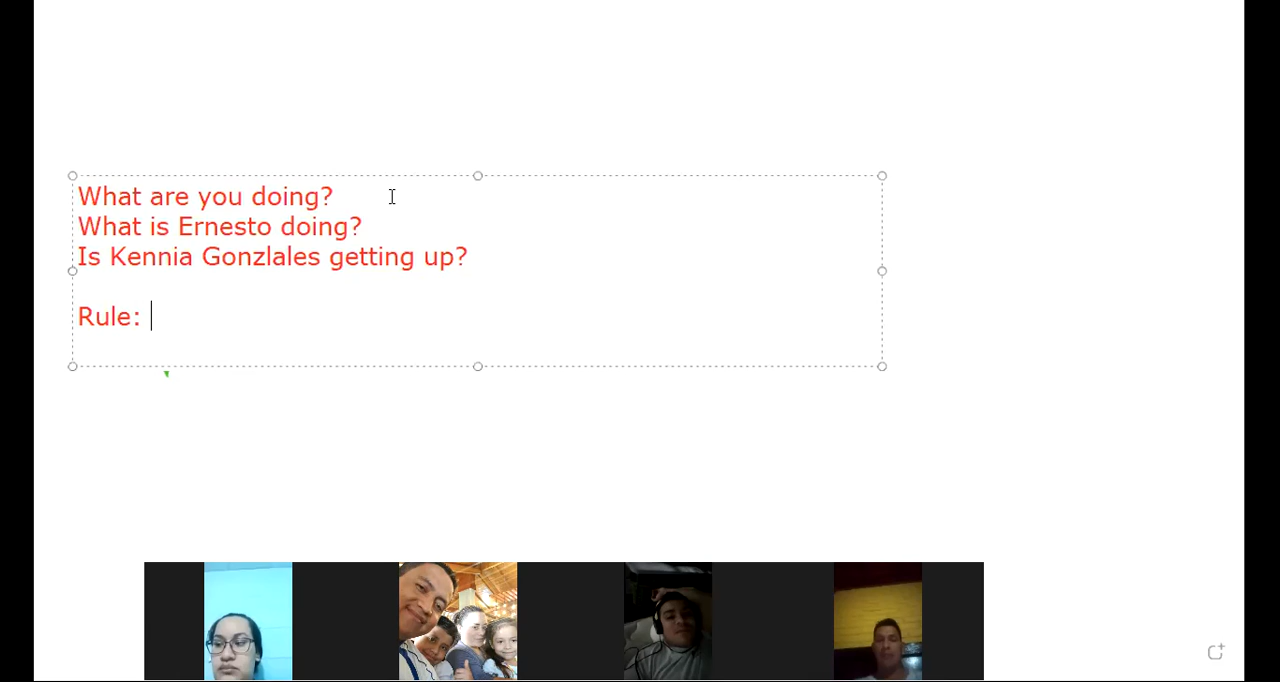 What are you doing?
What is Ernesto doing?
Is Kennia Gonzlales getting up?
Rule: